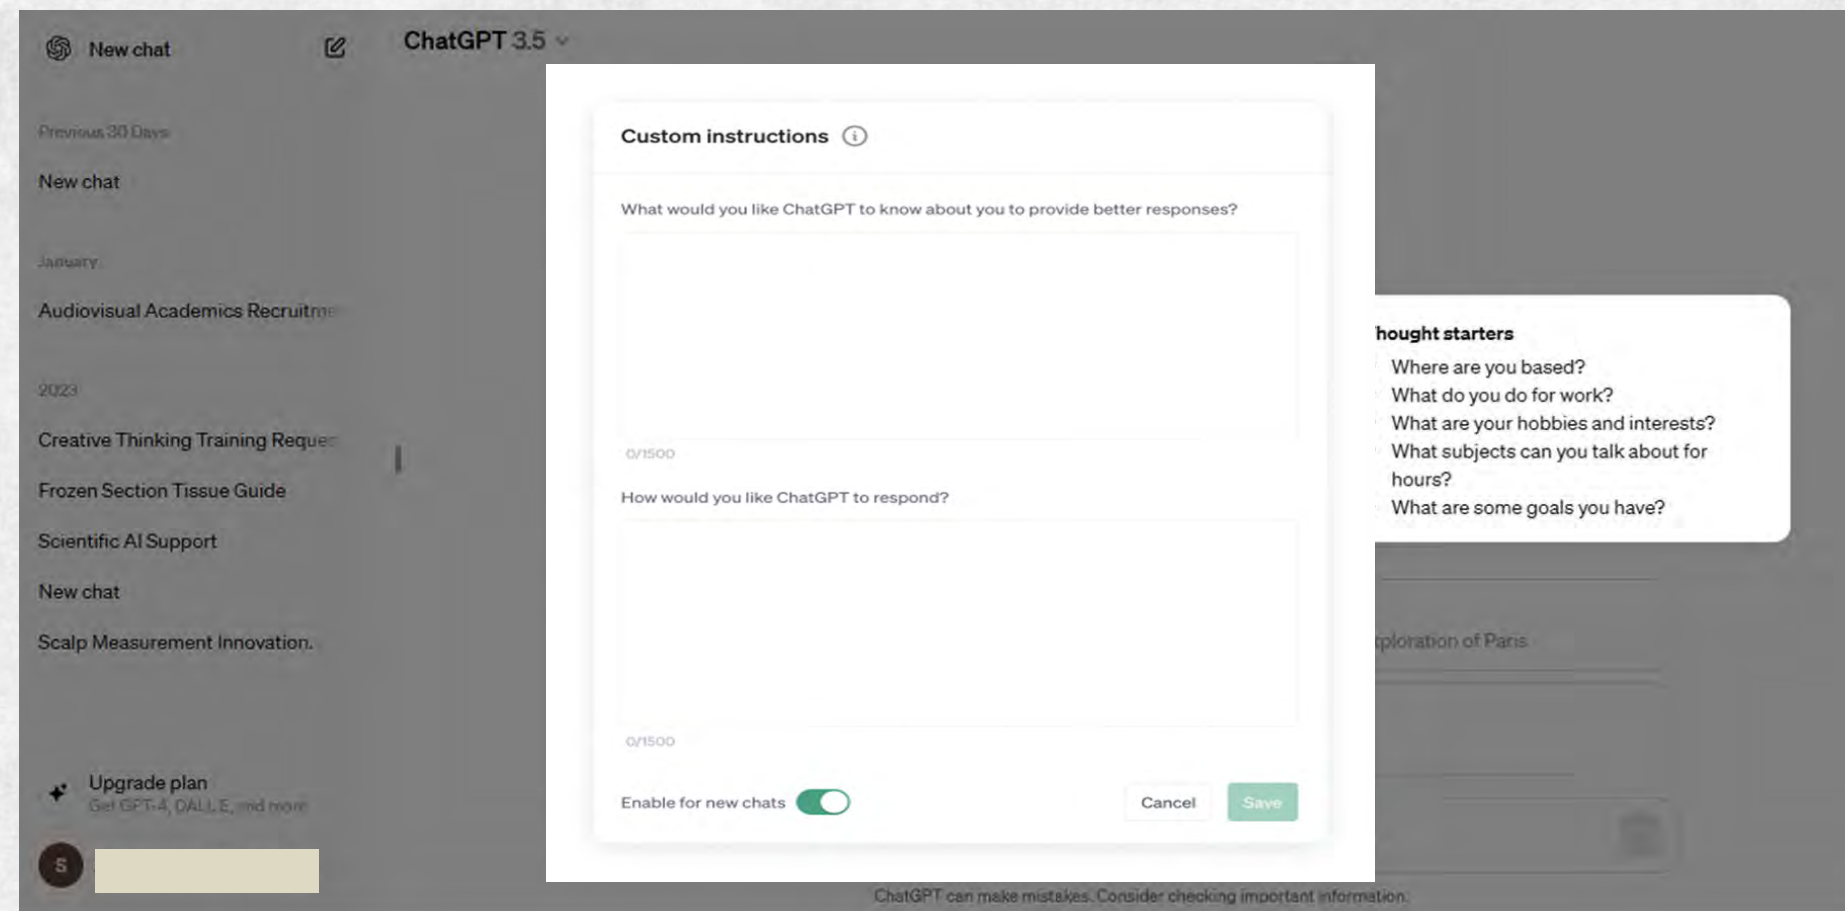 New chat
ChatGPT 3.5
Previous 30 Days
New chat
January
Audiovisual Academics Recruitme
2023
Creative Thinking Training Reques
Frozen Section Tissue Guide
Scientific AI Support
New chat
Scalp Measurement Innovation.
Upgrade plan
Get GPT-4, DALL·E, and more
S
Custom instructions
What would you like ChatGPT to know about you to provide better responses?
0/1500
How would you like ChatGPT to respond?
0/1500
Enable for new chats
Cancel
Save
hought starters
Where are you based?
What do you do for work?
What are your hobbies and interests?
What subjects can you talk about for
hours?
What are some goals you have?
ploration of Paris
ChatGPT can make mistakes. Consider checking important information.